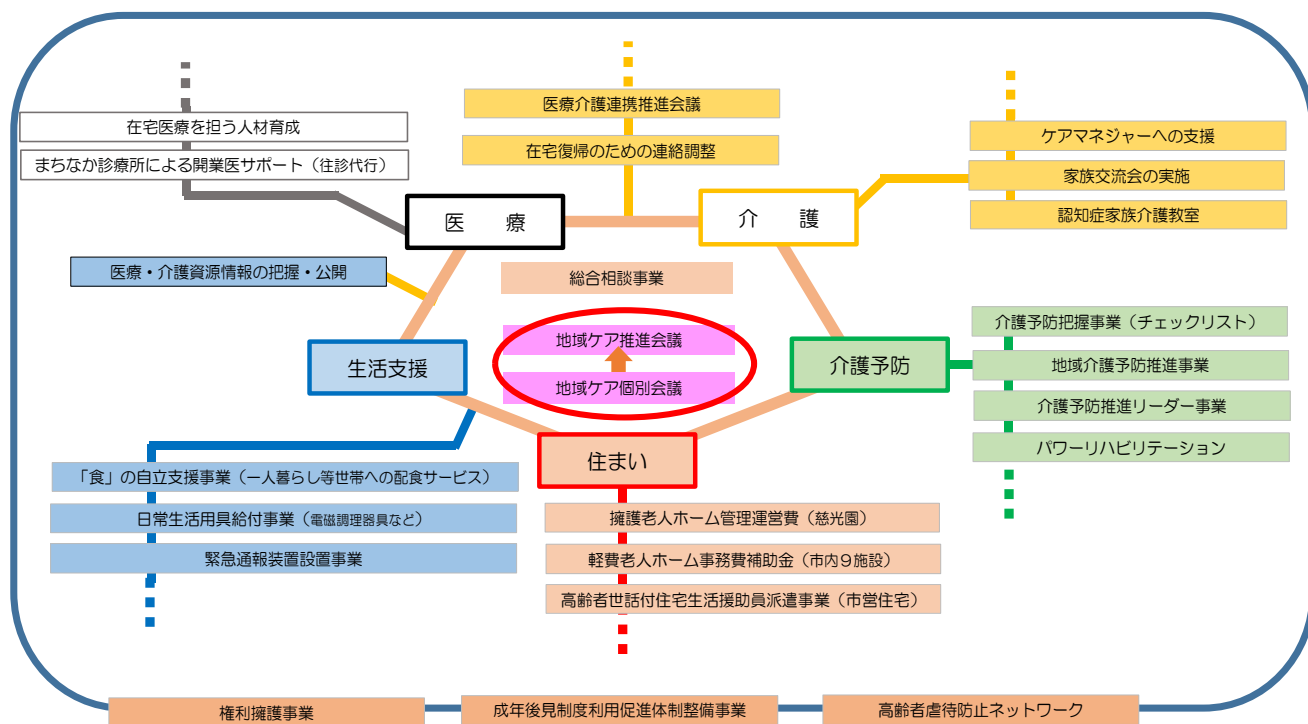 在宅医療を担う人材育成
まちなか診療所による開業医サポート（往診代行）
医療介護連携推進会議
在宅復帰のための連絡調整
ケアマネジャーへの支援
家族交流会の実施
認知症家族介護教室
医　療
介　護
医療・介護資源情報の把握・公開
総合相談事業
地域ケア推進会議
地域ケア個別会議
生活支援
介護予防
介護予防把握事業（チェックリスト）
地域介護予防推進事業
介護予防推進リーダー事業
パワーリハビリテーション
住まい
「食」の自立支援事業（一人暮らし等世帯への配食サービス）
日常生活用具給付事業（電磁調理器具など）
緊急通報装置設置事業
擁護老人ホーム管理運営費（慈光園）
軽費老人ホーム事務費補助金（市内９施設）
高齢者世話付住宅生活援助員派遣事業（市営住宅）
権利擁護事業
成年後見制度利用促進体制整備事業
高齢者虐待防止ネットワーク